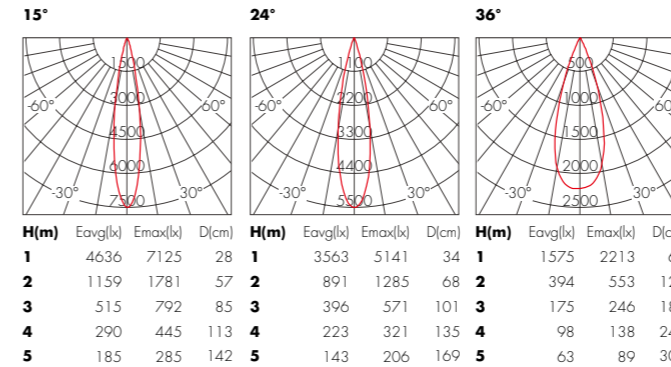 15° 24° 36°
1500 1100 500
3000 2200 1000
-60° 60° -60° 60° -60°
4500 3300 1500
6000 4400 2000
-30° 30° -30° 30° -30° 30°
7500 5500 2500
H(m) Eavg(lx) Emax(lx) D(cm) H(m) Eavg(lx) Emax(lx) D(cm) H(m) Eavg(lx) Emax(lx)
1 4636 7125 28 1 3563 5141 34 1 1575 2213
2 1159 1781 57 2 891 1285 68 2 394 553
3 515 792 85 3 396 571 101 3 175 246
4 290 445 113 4 223 321 135 4 98 138
5 185 285 142 5 143 206 169 5 63 89